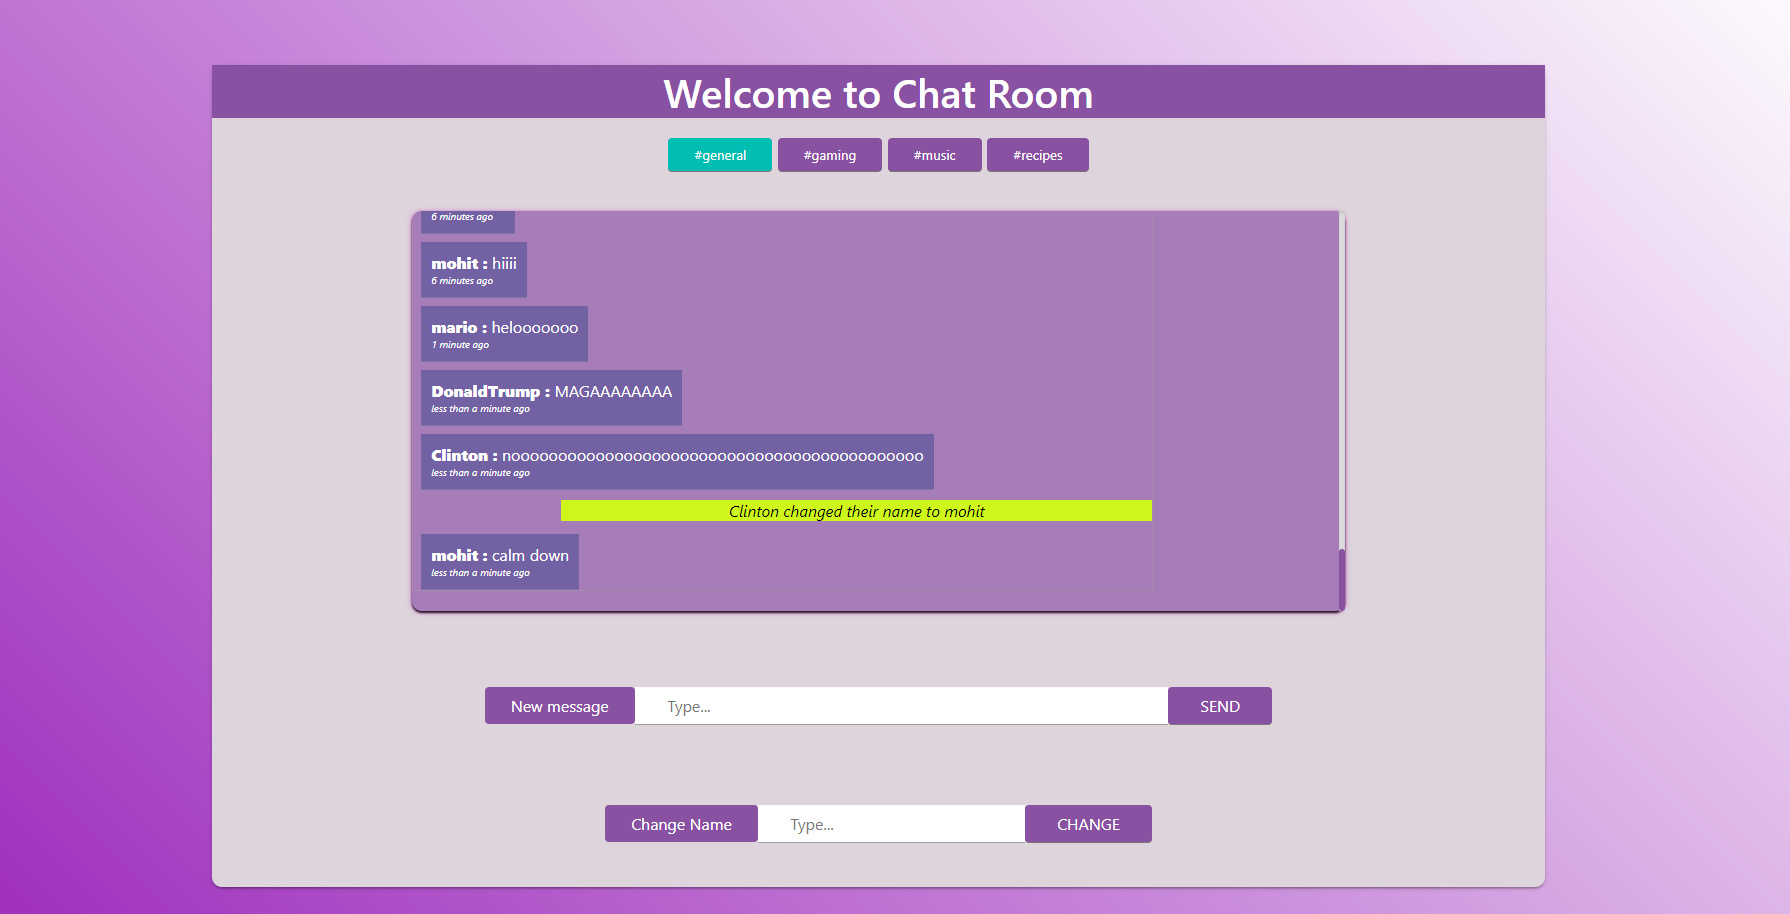 Welcome to Chat Room
#general #gaming #music #recipes
6 minutes ago
mohit : hiiii
6 minutes ago
mario : helooooooo
1 minute ago
DonaldTrump : MAGAAAAAAAA
less than a minute ago
Clinton : noooooooooooooooooooooooooooooooooooooooooooo
less than a minute ago
Clinton changed their name to mohit
mohit : calm down
less than a minute ago
New message Type... SEND
Change Name Type... CHANGE